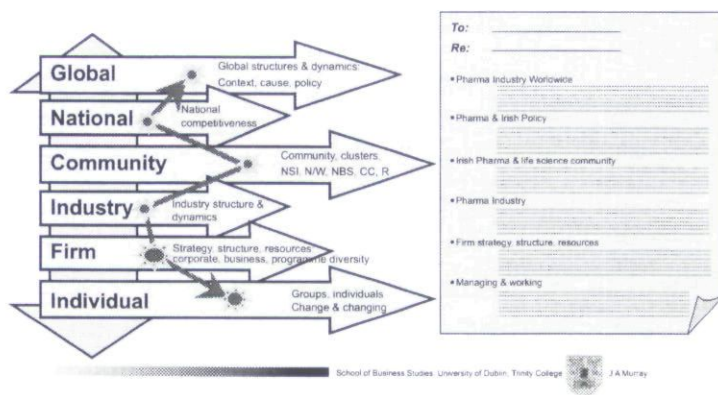 Global
Global structures & dynamics:
Context, cause, policy
National
National
competitiveness
Community
Community, clusters,
NSI, N/W, NBS, CC, R
Industry
Industry structure &
dynamics
Firm
Strategy, structure, resources
corporate, business, programme diversity
Individual
Groups, individuals
Change & changing
To:
Re:
• Pharma Industry Worlowice
• Pharma & Irish Policy
• Irish Pharma & life science community
• Pharma Industry
• Firm strategy, structure, resources
• Managing & working
School of Business Studies, University of Dublin, Trinity College
J A Murray